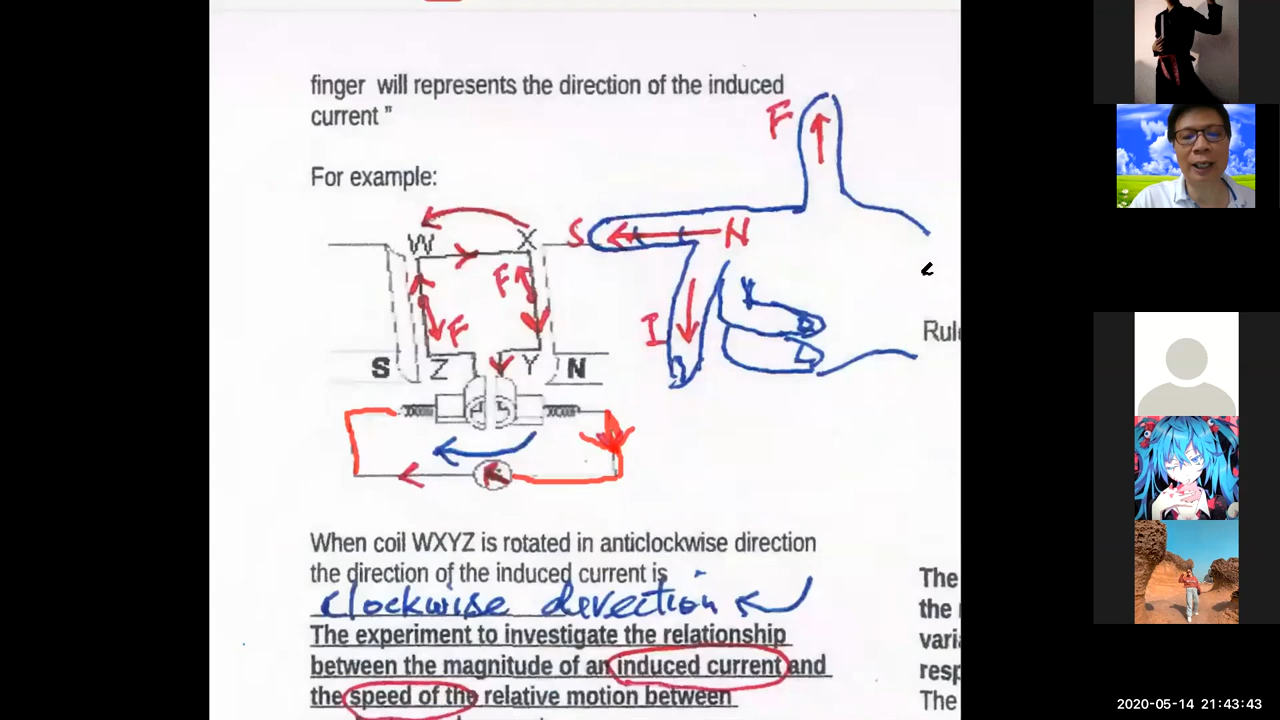 finger will represents the direction of the induced
current "
For example:
F
S N
W X
F
F
I
S Z Y N
Rul
When coil WXYZ is rotated in anticlockwise direction
the direction of the induced current is
clockwise direction
The experiment to investigate the relationship
between the magnitude of an induced current and
the speed of the relative motion between
The
the
vari
resp
The
2020-05-14 21:43:43